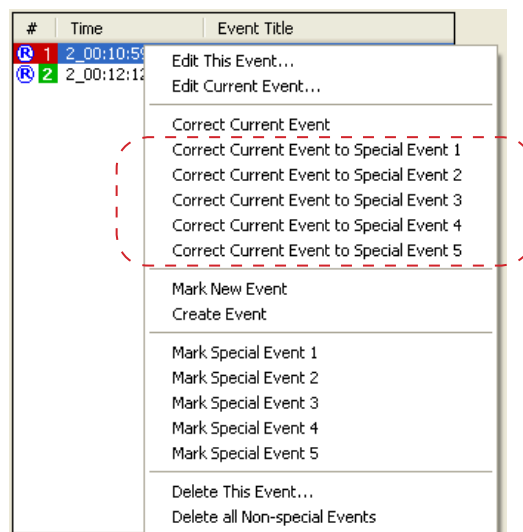 # Time Event Title
R 1 2_00:10:59
R 2 2_00:12:12
Edit This Event...
Edit Current Event...
Correct Current Event
Correct Current Event to Special Event 1
Correct Current Event to Special Event 2
Correct Current Event to Special Event 3
Correct Current Event to Special Event 4
Correct Current Event to Special Event 5
Mark New Event
Create Event
Mark Special Event 1
Mark Special Event 2
Mark Special Event 3
Mark Special Event 4
Mark Special Event 5
Delete This Event...
Delete all Non-special Events